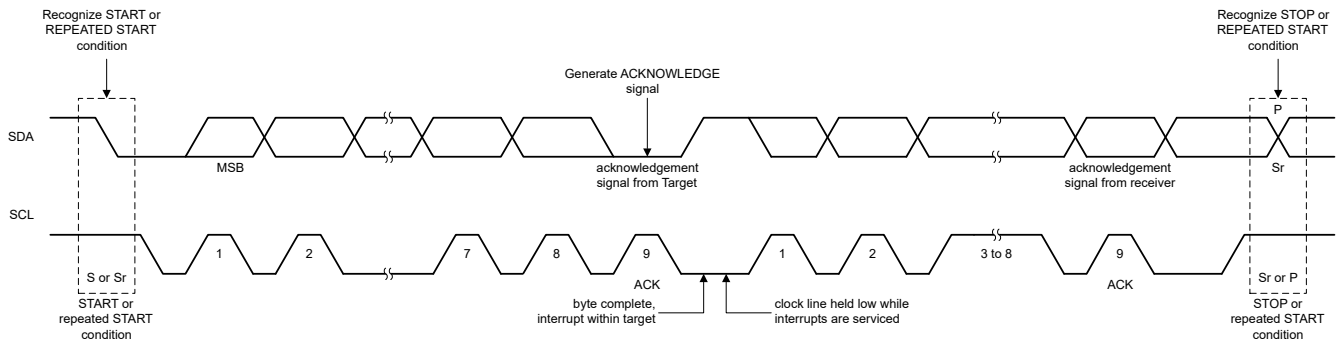 Recognize START or
REPEATED START
condition
Recognize STOP or
REPEATED START
condition
Generate ACKNOWLEDGE
signal
P
SDA
MSB
acknowledgement
signal from Target
acknowledgement
signal from receiver
Sr
SCL
1
2
7
8
9
1
2
3 to 8
9
S or Sr
ACK
ACK
Sr or P
START or
repeated START
condition
byte complete,
interrupt within target
clock line held low while
interrupts are serviced
STOP or
repeated START
condition